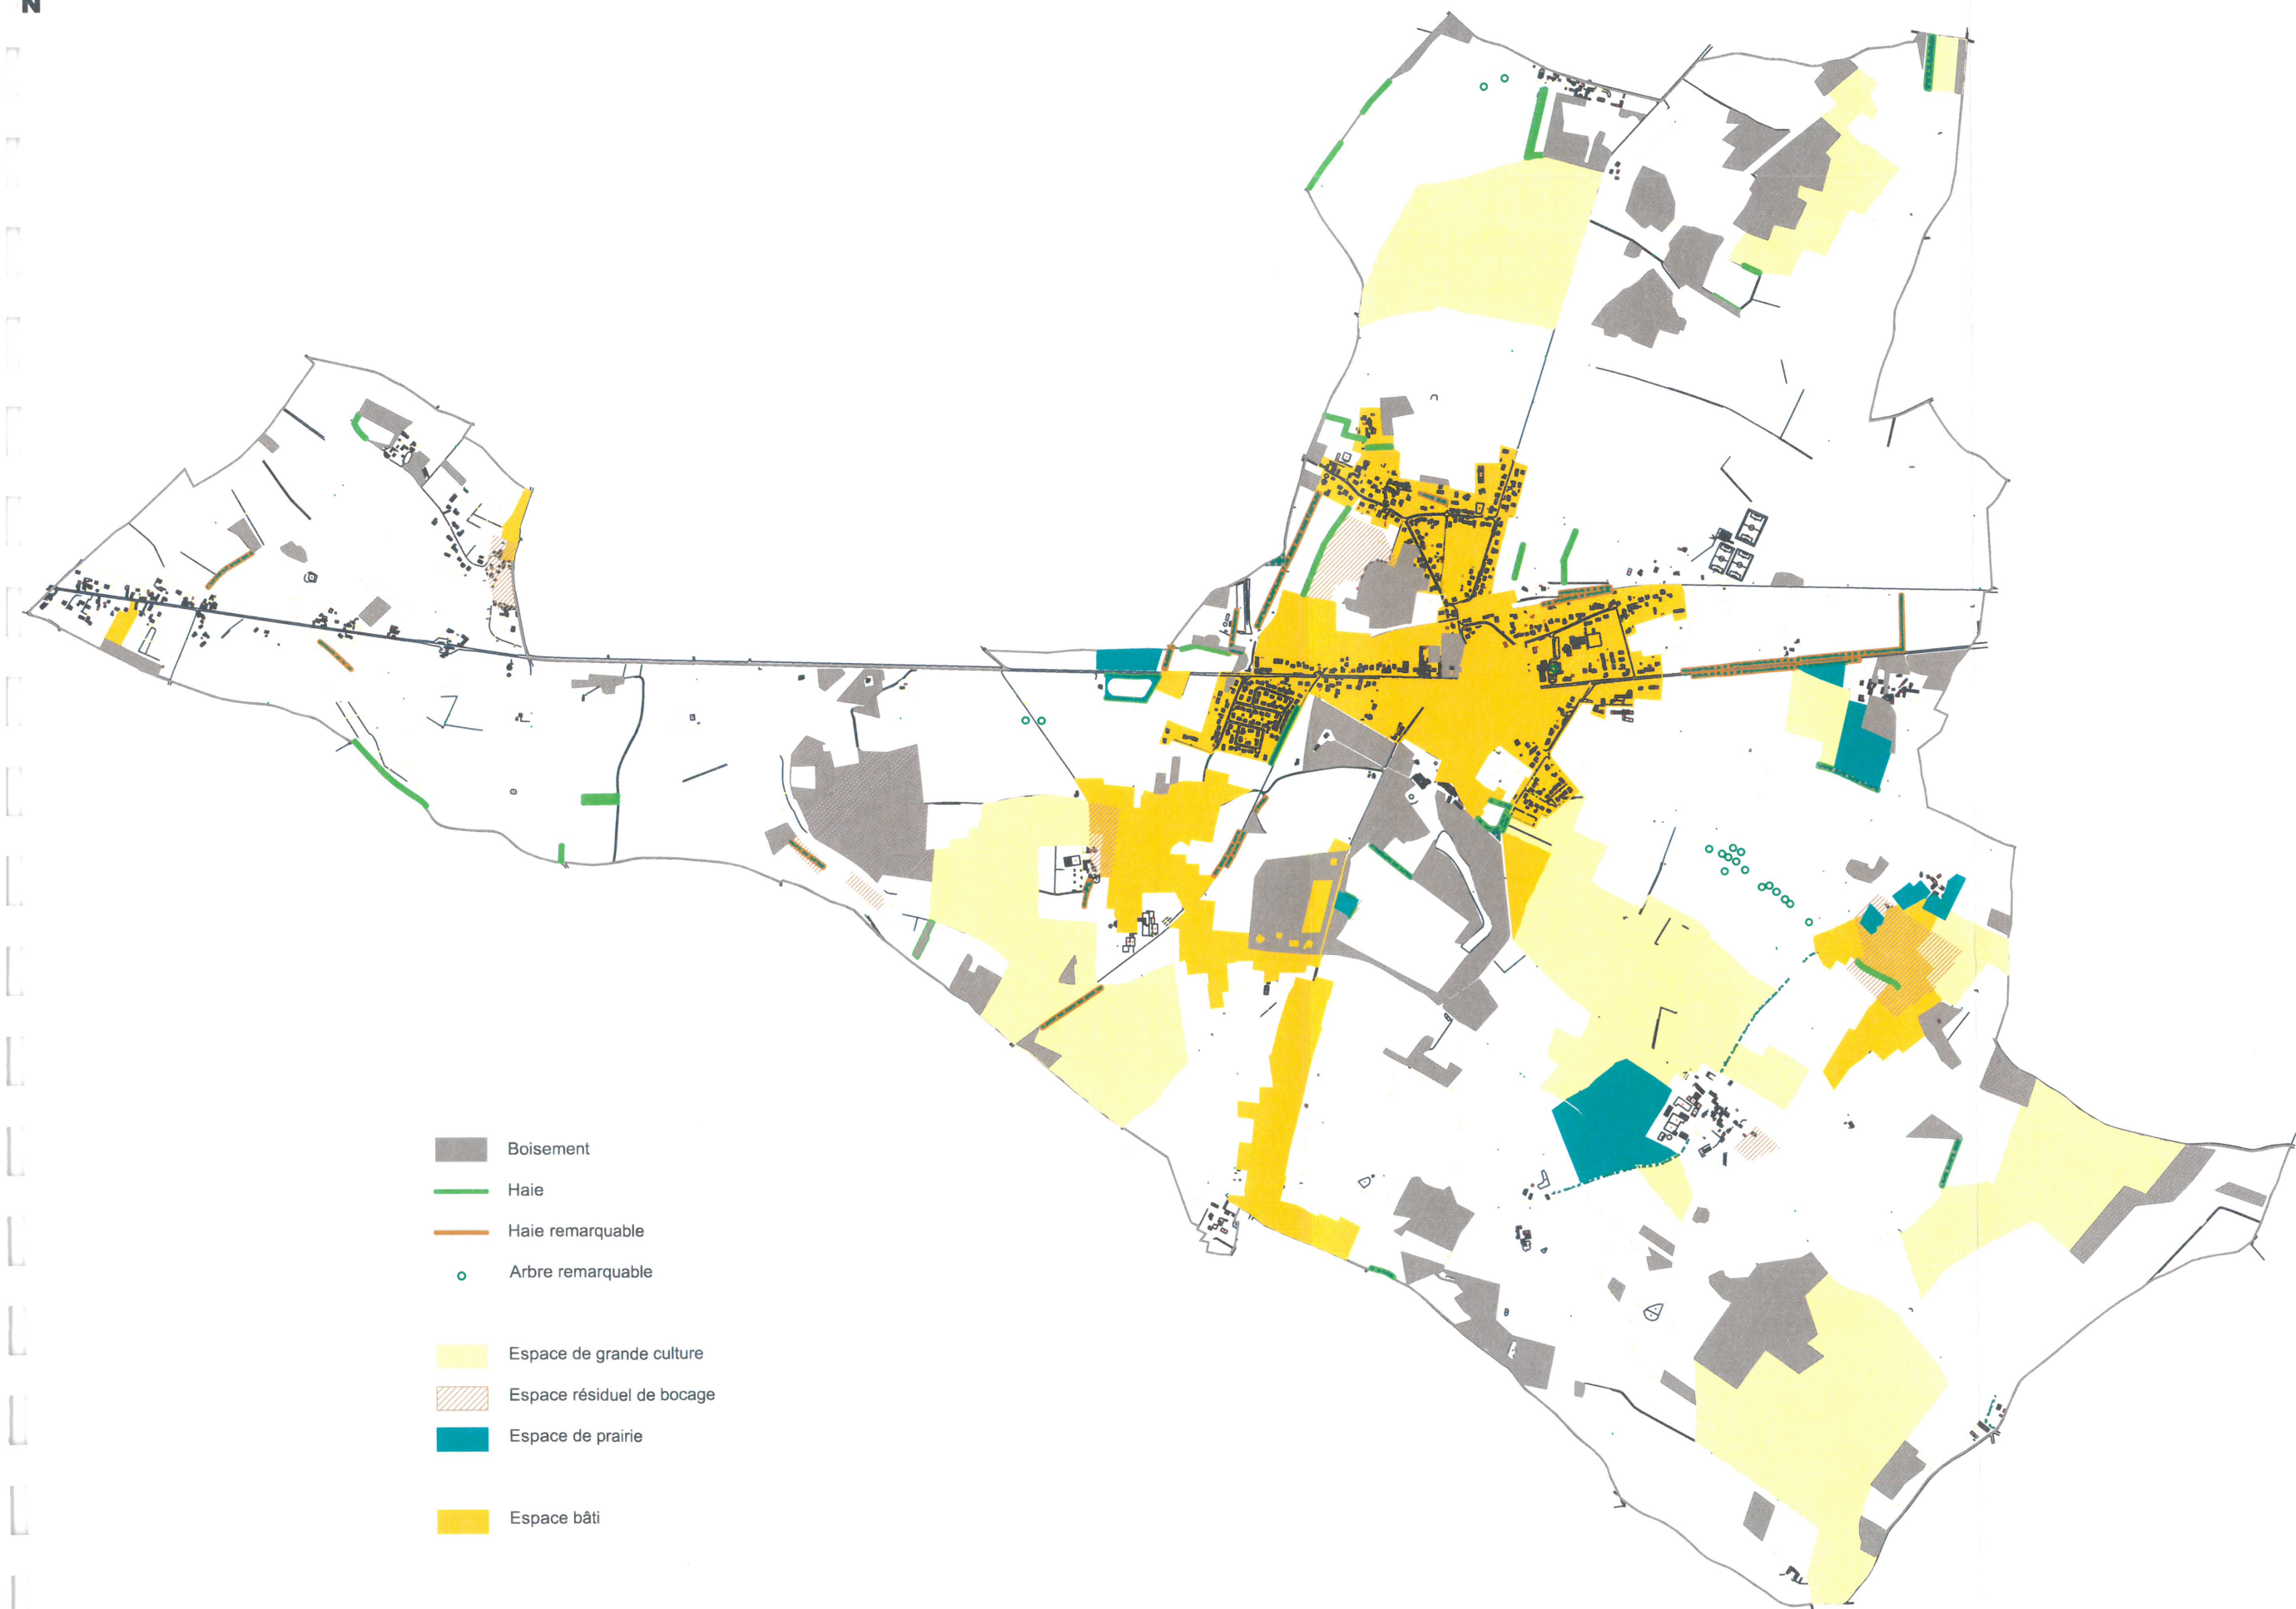 N
Boisement
Haie
Haie remarquable
Arbre remarquable
Espace de grande culture
Espace résiduel de bocage
Espace de prairie
Espace bâti